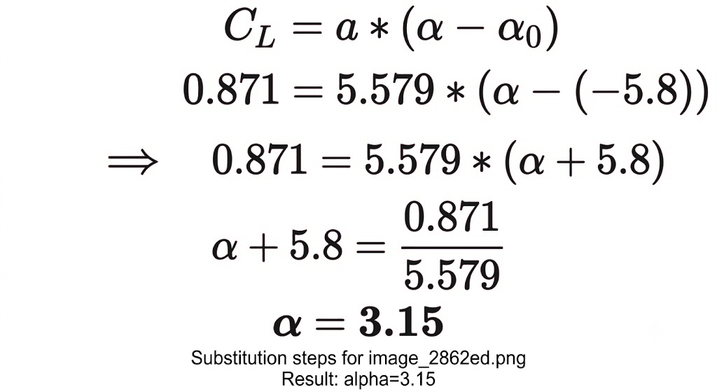 C_L = a * (α − α_0)
0.871 = 5.579 * (α − (−5.8))
⟹ 0.871 = 5.579 * (α + 5.8)
α + 5.8 = 0.871 / 5.579
α = 3.15
Substitution steps for image_2862ed.png
Result: alpha=3.15